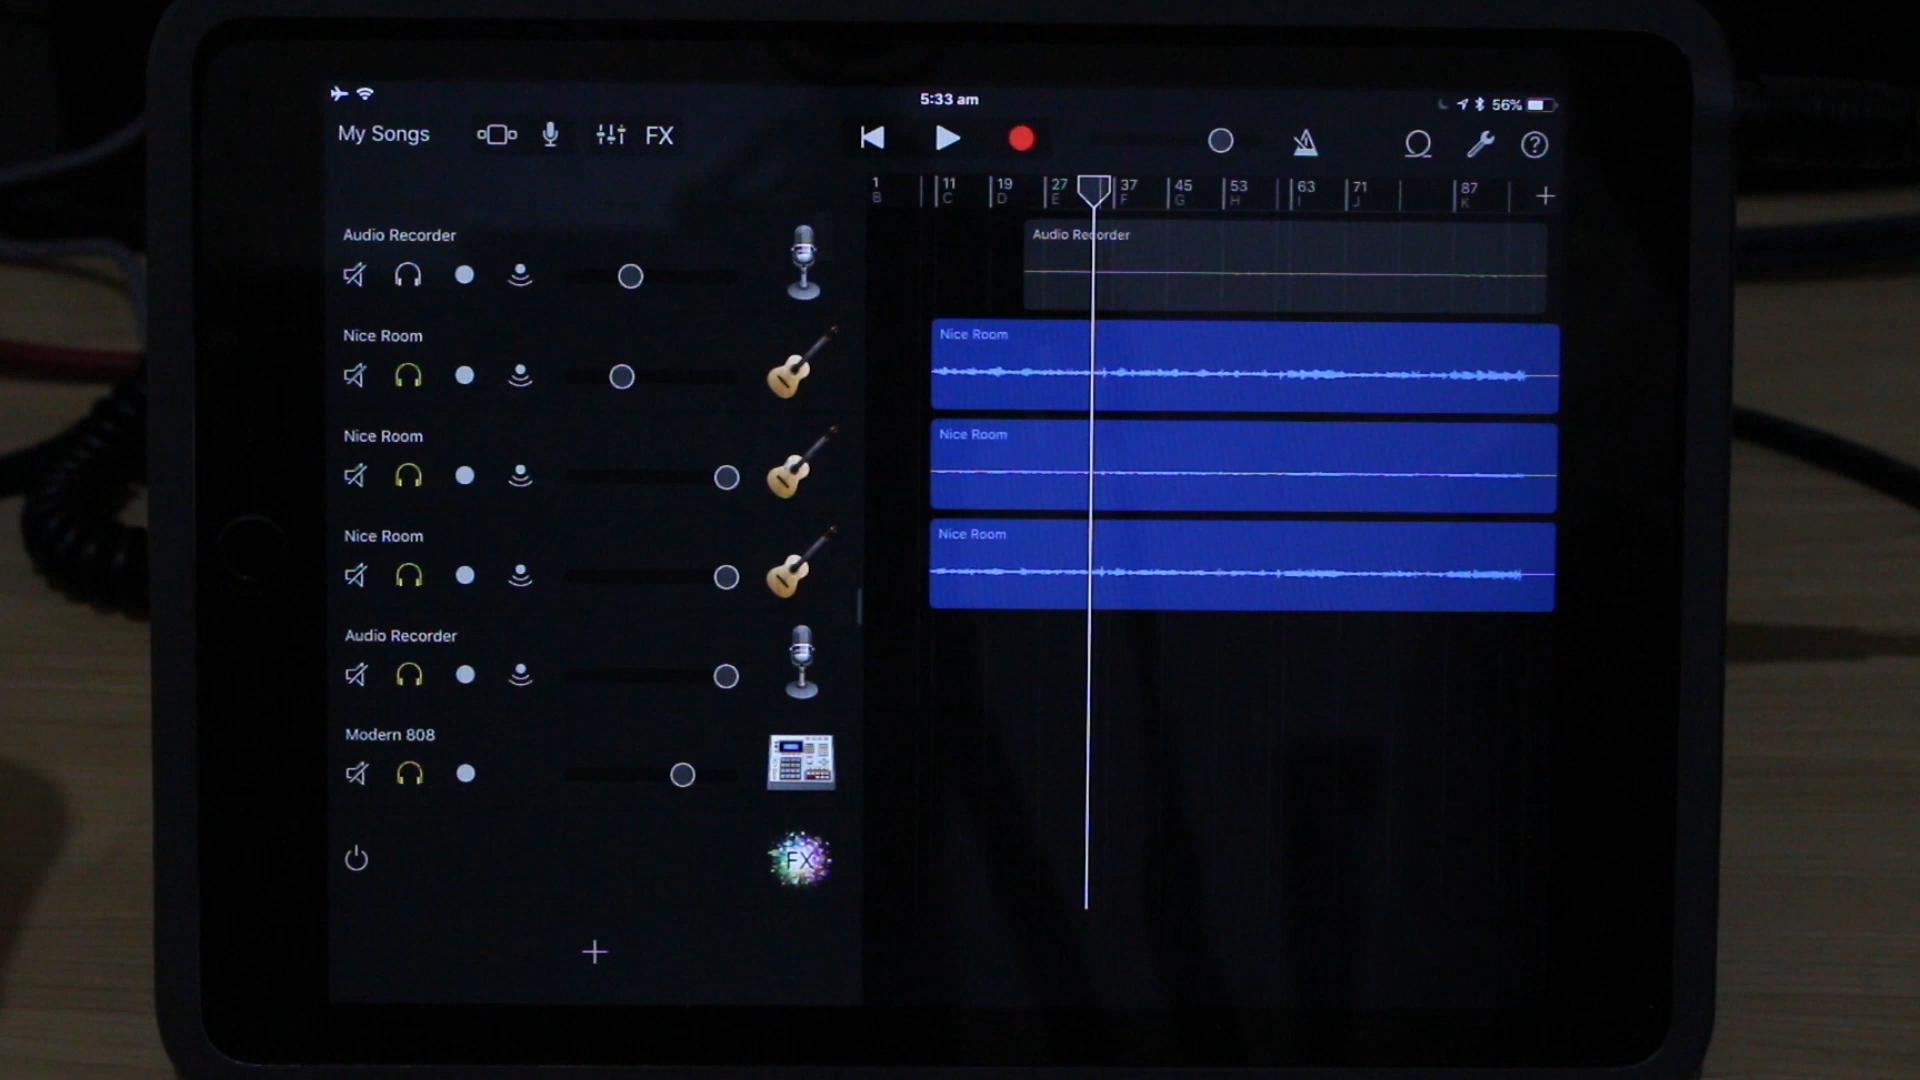 5:33 am
56%
My Songs
FX
1 11 19 27 37 45 53 63 71 87
B C D E F G H I J K
Audio Recorder
Audio Recorder
Nice Room
Nice Room
Nice Room
Nice Room
Nice Room
Nice Room
Audio Recorder
Modern 808
FX